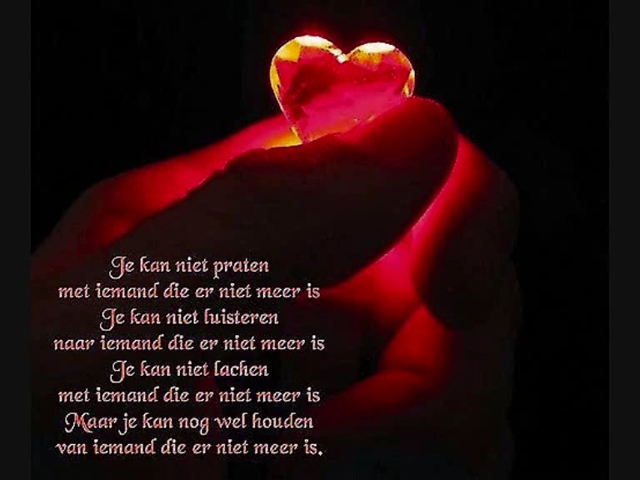 Je kan niet praten
met iemand die er niet meer is
Je kan niet luisteren
naar iemand die er niet meer is
Je kan niet lachen
met iemand die er niet meer is
Maar je kan nog wel houden
van iemand die er niet meer is.